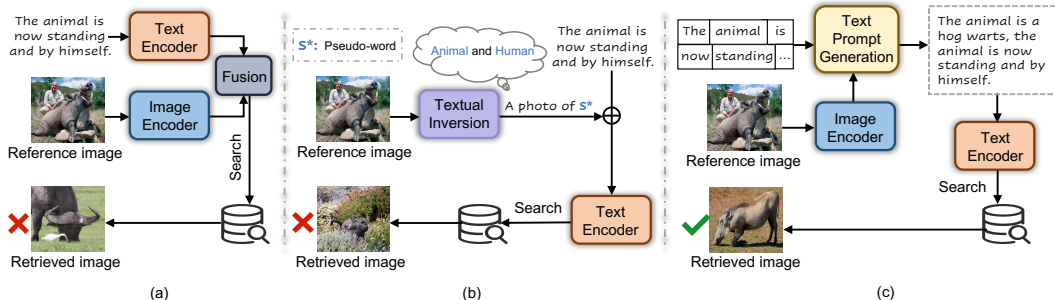 The animal is
now standing
and by himself.
Text
Encoder
Fusion
Image
Encoder
Reference image
Search
Retrieved image
(a)
S*: Pseudo-word
Animal and Human
The animal is
now standing
and by himself.
Textual
Inversion
A photo of S*
Reference image
Search
Text
Encoder
Retrieved image
(b)
The animal is
now standing ...
Text
Prompt
Generation
The animal is a
hog warts, the
animal is now
standing and by
himself.
Image
Encoder
Reference image
Text
Encoder
Search
Retrieved image
(c)